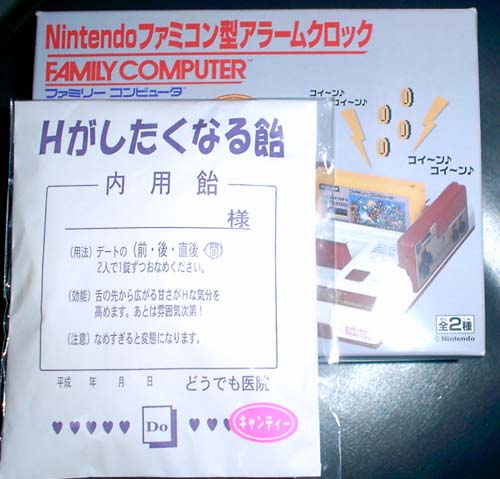 Nintendoファミコン型アラームクロック
FAMILY COMPUTER™
ファミリー コンピュータ
コイ〜ン♪
コイ〜ン♪
コイ〜ン♪
コイ〜ン♪
全2種
©Nintendo
Hがしたくなる飴
内用飴
様
(用法) デートの(前・後・直後・間)
2人で1錠ずつおなめください。
(効能) 舌の先から広がる甘さがHな気分を
高めます。あとは雰囲気次第!
(注意) なめすぎると変態になります。
平成 年 月 日 どうでも医院
♥♥♥♥♥ Do ♥♥♥
キャンディー